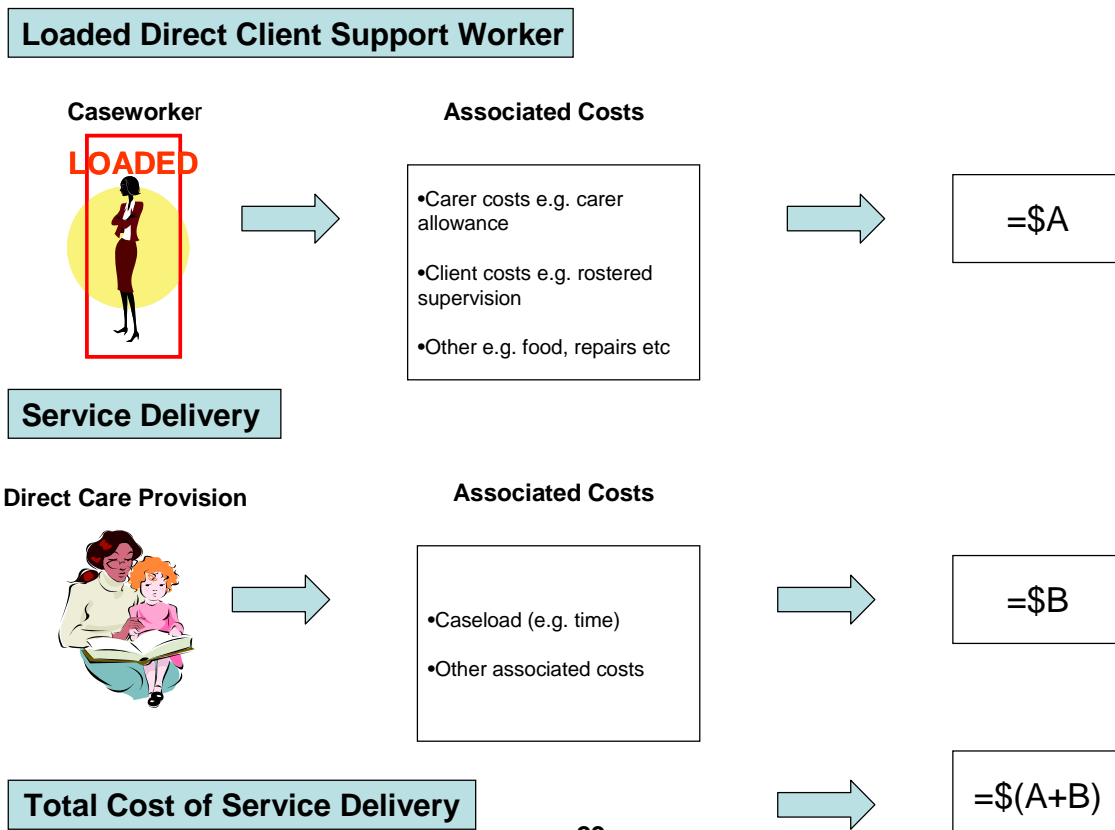 Loaded Direct Client Support Worker
Caseworker
Associated Costs
LOADED
•Carer costs e.g. carer
allowance
•Client costs e.g. rostered
supervision
•Other e.g. food, repairs etc
=$A
Service Delivery
Direct Care Provision
Associated Costs
•Caseload (e.g. time)
•Other associated costs
=$B
Total Cost of Service Delivery
=$(A+B)